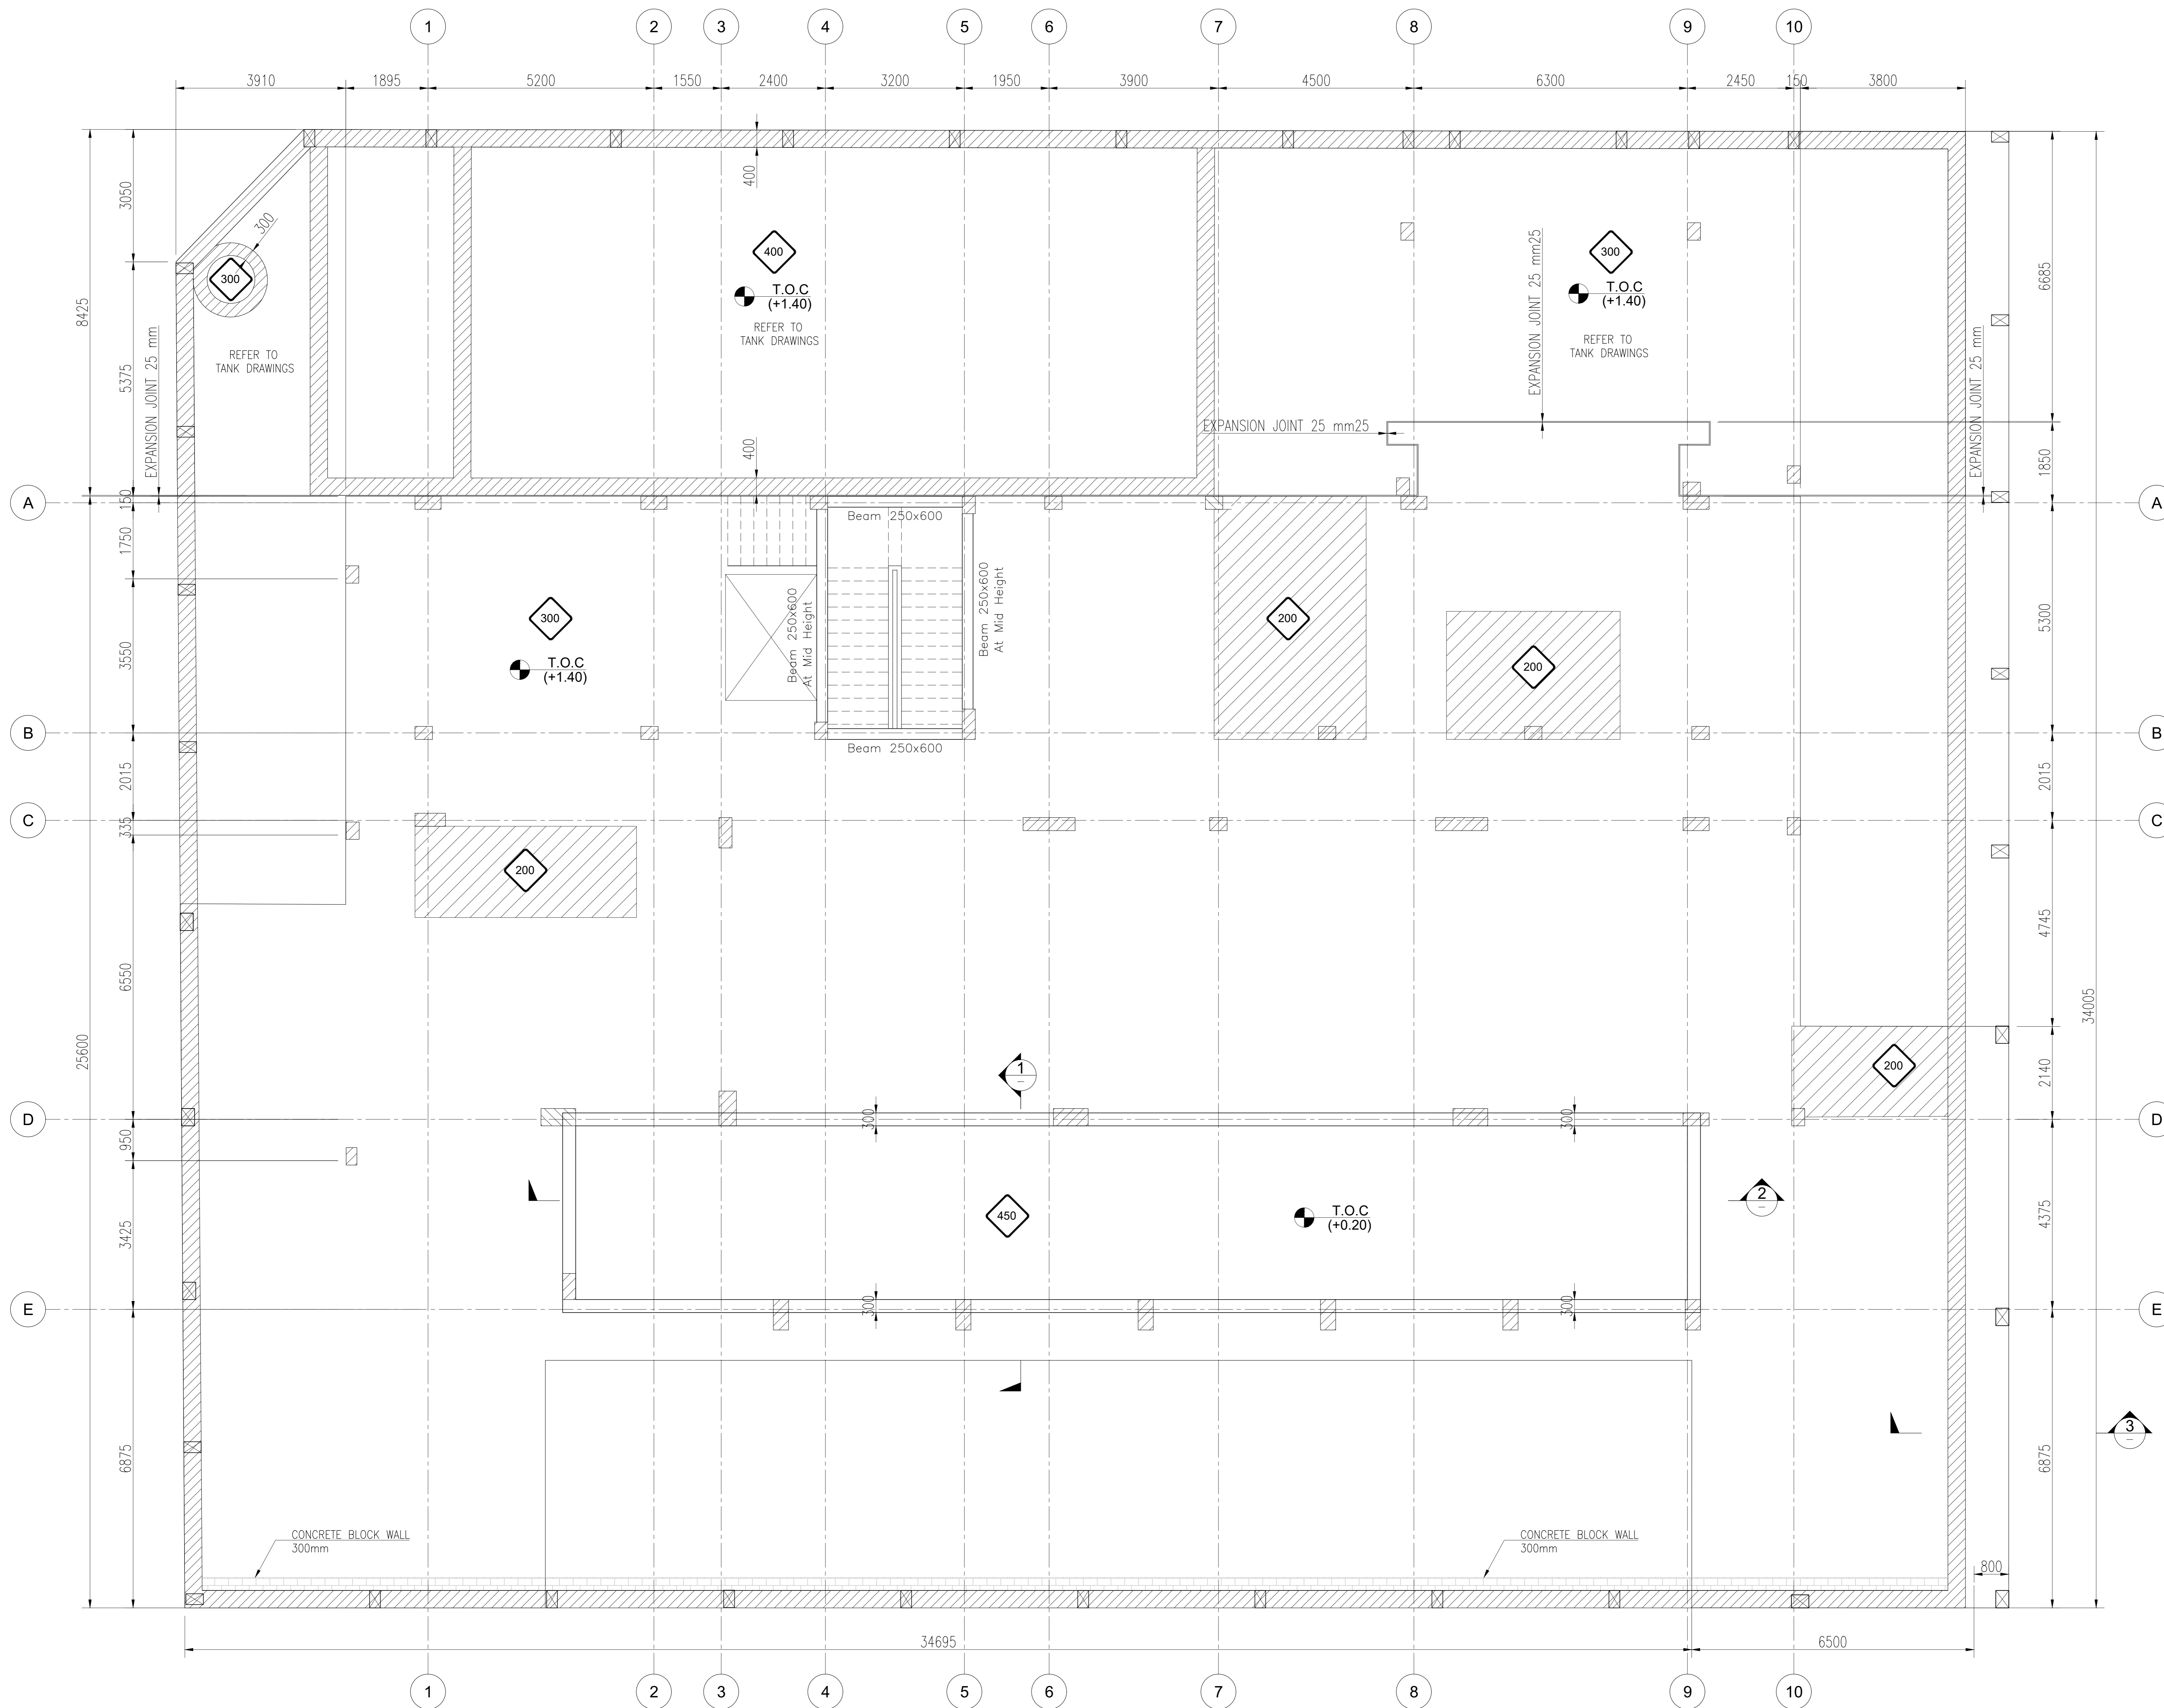 1 2 3 4 5 6 7 8 9 10
3910 1895 5200 1550 2400 3200 1950 3900 4500 6300 2450 150 3800
8425
3050
5375
EXPANSION JOINT 25 mm
300
300
REFER TO
TANK DRAWINGS
400
400
T.O.C
(+1.40)
REFER TO
TANK DRAWINGS
400
EXPANSION JOINT 25 mm25
300
T.O.C
(+1.40)
REFER TO
TANK DRAWINGS
EXPANSION JOINT 25 mm25
EXPANSION JOINT 25 mm
6685
1850
A
150
A
1750
3550
300
T.O.C
(+1.40)
Beam 250x600
Beam 250x600
At Mid Height
Beam 250x600
At Mid Height
200
200
5300
B
Beam 250x600
B
2015
2015
C
335
C
200
6550
25600
4745
34005
1
–
200
2140
D
300
300
D
950
3425
450
T.O.C
(+0.20)
2
–
4375
E
300
300
E
6875
6875
3
–
CONCRETE BLOCK WALL
300mm
CONCRETE BLOCK WALL
300mm
800
34695
6500
1 2 3 4 5 6 7 8 9 10